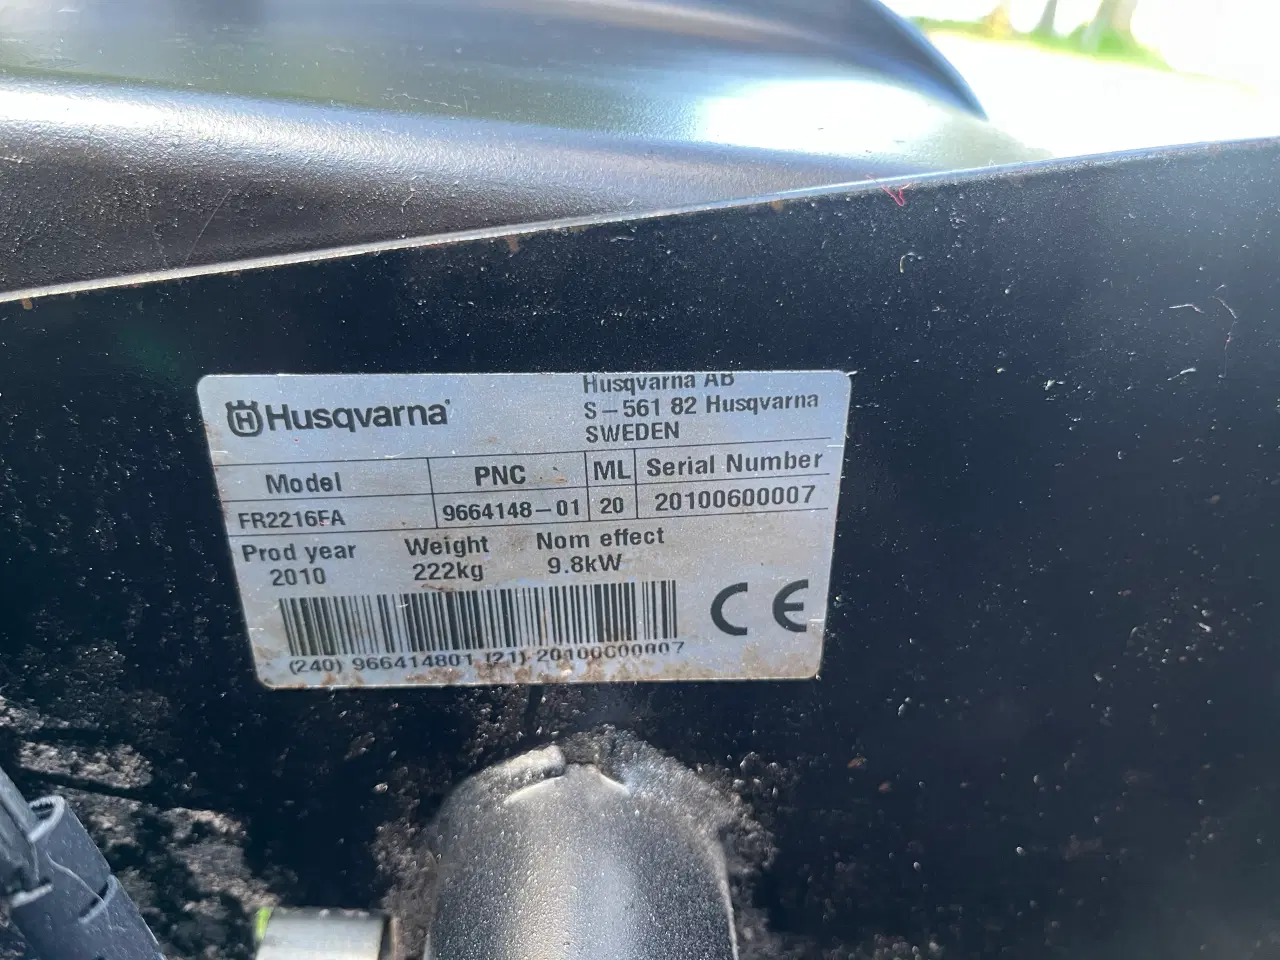 Husqvarna
Husqvarna AB
S-561 82 Husqvarna
SWEDEN
Model PNC ML Serial Number
FR2216FA 9664148-01 20 20100600007
Prod year Weight Nom effect
2010 222kg 9.8kW
CE
(240) 966414801 (21) 20100600007